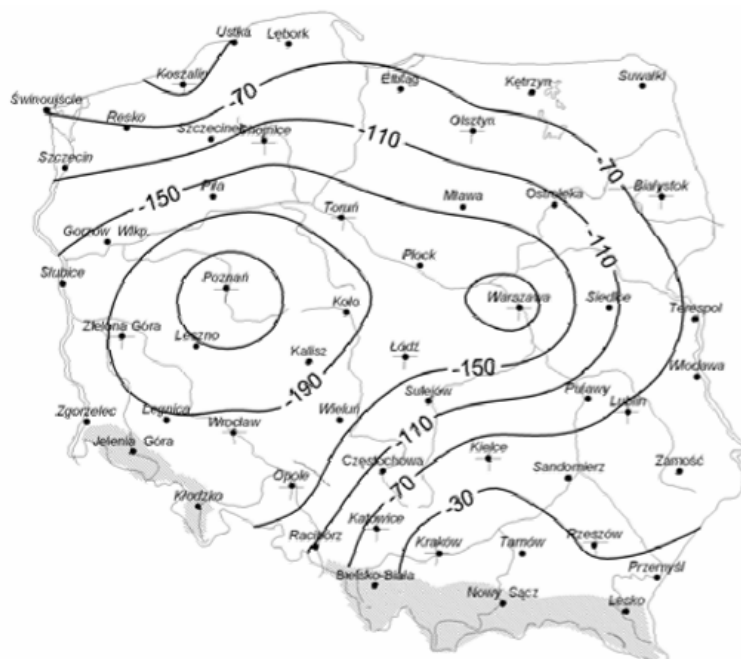 Ustka
Lębork
Koszalin
-70
Elbląg
Kętrzyn
Suwałki
Świnoujście
Resko
Szczecinek
Chojnice
-110
Olsztyn
-70
Szczecin
-150
Piła
Toruń
Mława
Ostrołęka
Białystok
Gorzów Wlkp.
Płock
-110
Słubice
Poznań
Koło
Warszawa
Siedlce
Terespol
Zielona Góra
Leszno
Kalisz
Łódź
-150
Włodawa
-190
Sulejów
Puławy
Lublin
Zgorzelec
Legnica
Wrocław
Wieluń
-110
Jelenia Góra
Częstochowa
Kielce
Sandomierz
Zamość
Opole
-70
Kłodzko
-30
Katowice
Racibórz
Kraków
Tarnów
Rzeszów
Bielsko-Biała
Przemyśl
Nowy Sącz
Lesko